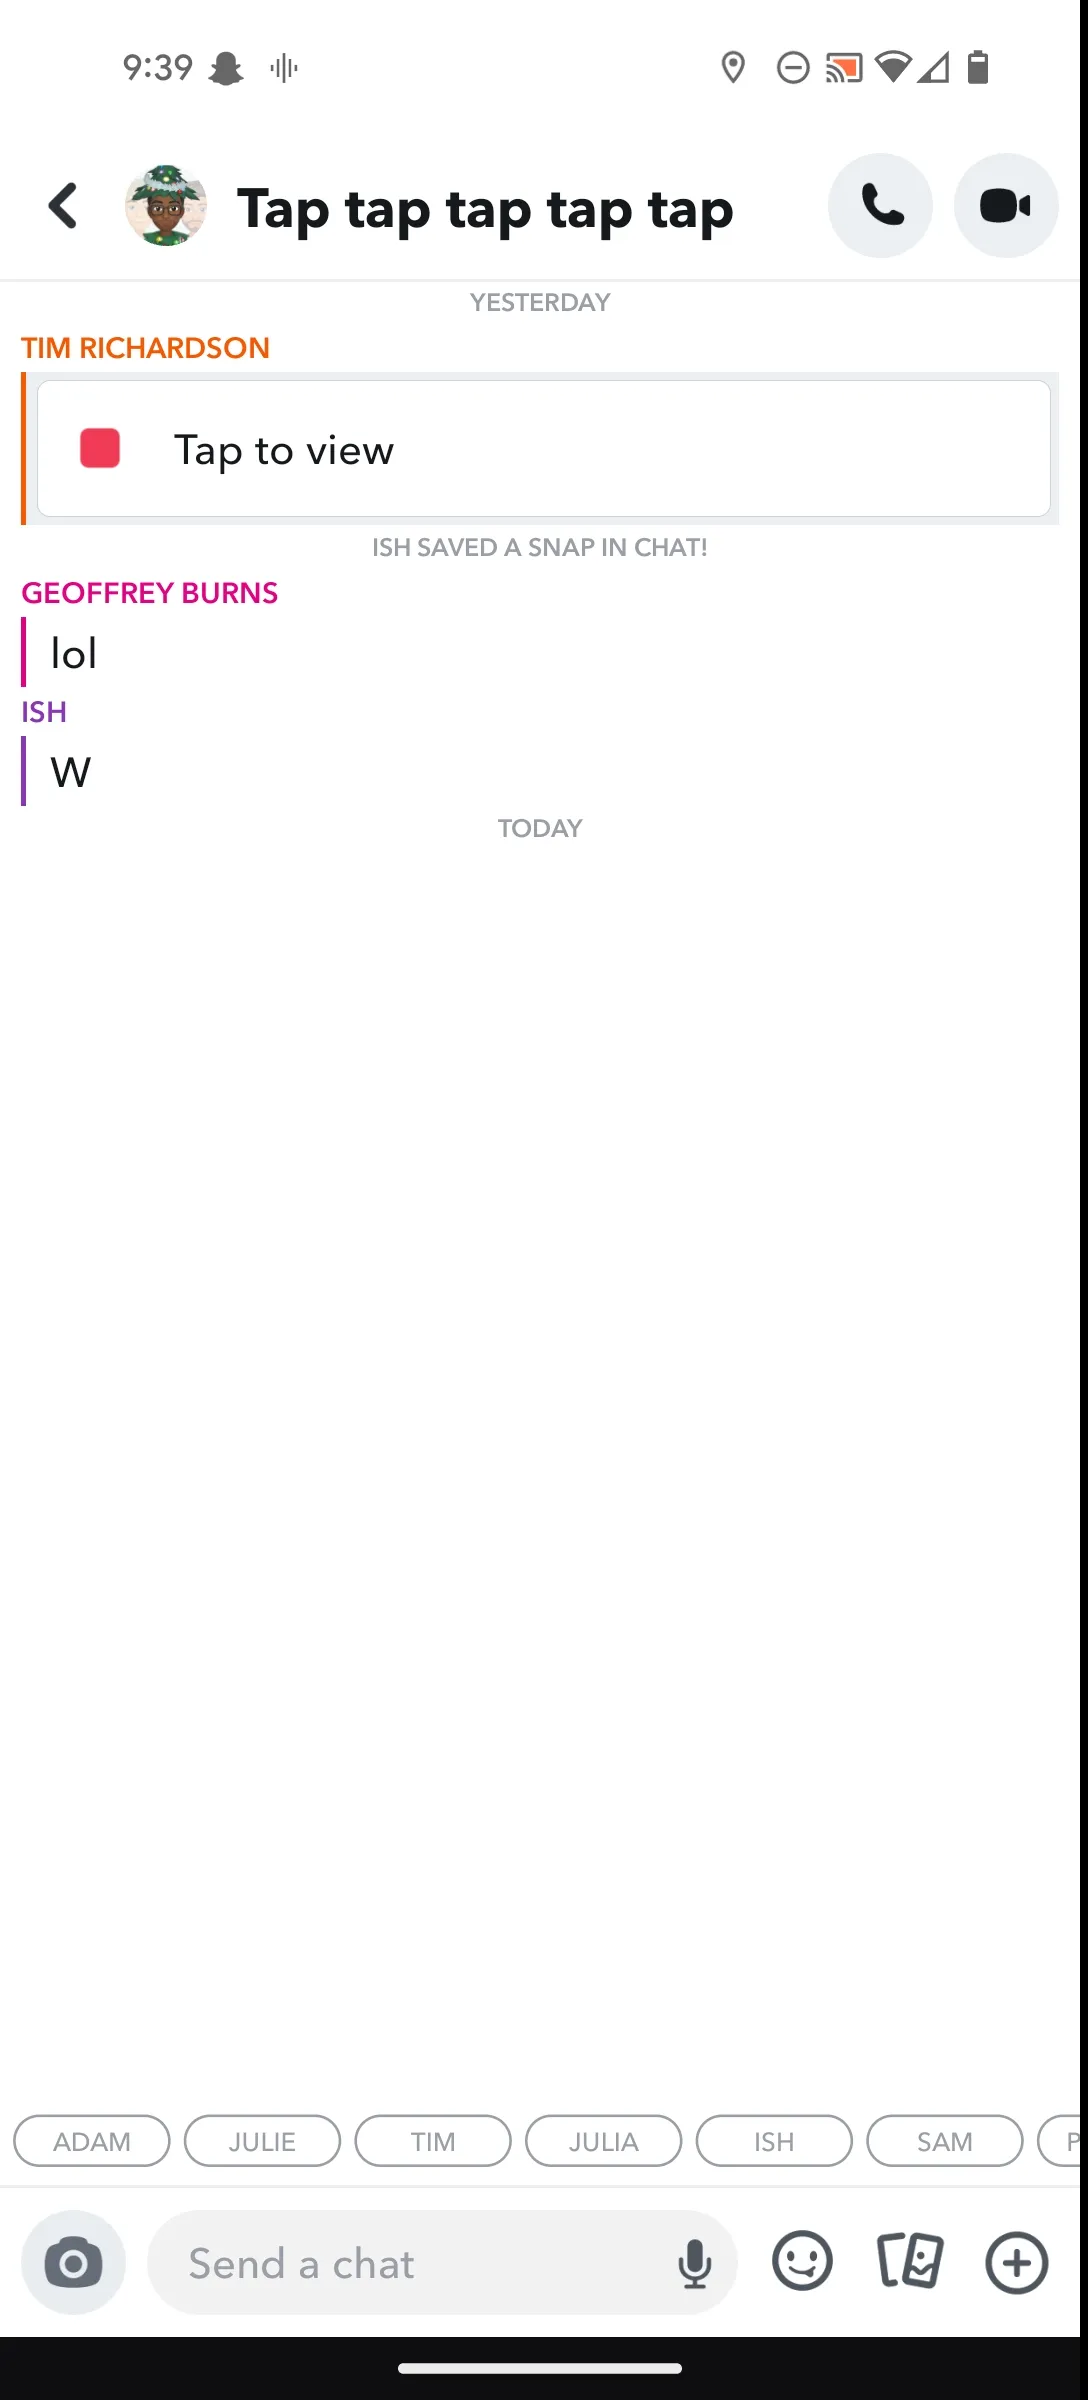 9:39
Tap tap tap tap tap
YESTERDAY
TIM RICHARDSON
Tap to view
ISH SAVED A SNAP IN CHAT!
GEOFFREY BURNS
lol
ISH
W
TODAY
ADAM JULIE TIM JULIA ISH SAM P
Send a chat